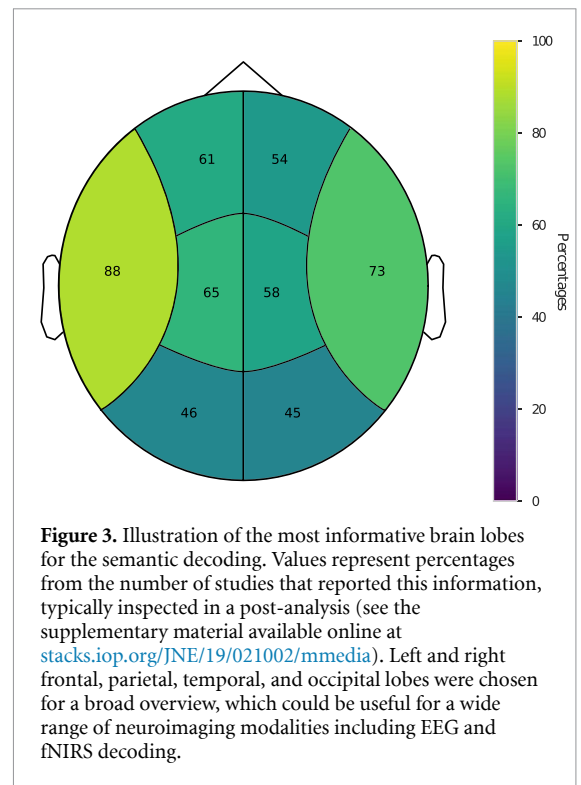 100
80
60
40
20
0
Percentages
61 54
88 73
65 58
46 45
Figure 3. Illustration of the most informative brain lobes
for the semantic decoding. Values represent percentages
from the number of studies that reported this information,
typically inspected in a post-analysis (see the
supplementary material available online at
stacks.iop.org/JNE/19/021002/mmedia). Left and right
frontal, parietal, temporal, and occipital lobes were chosen
for a broad overview, which could be useful for a wide
range of neuroimaging modalities including EEG and
fNIRS decoding.